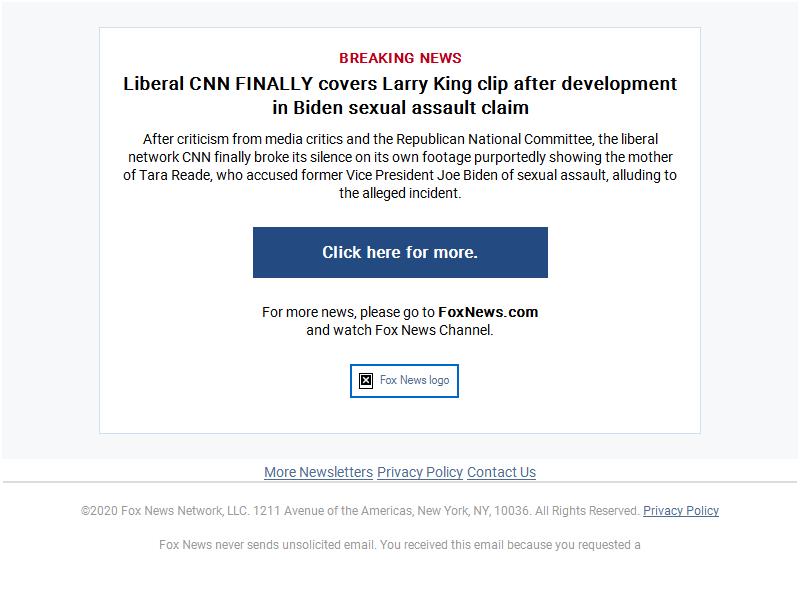 BREAKING NEWS
Liberal CNN FINALLY covers Larry King clip after development
in Biden sexual assault claim
After criticism from media critics and the Republican National Committee, the liberal
network CNN finally broke its silence on its own footage purportedly showing the mother
of Tara Reade, who accused former Vice President Joe Biden of sexual assault, alluding to
the alleged incident.
Click here for more.
For more news, please go to FoxNews.com
and watch Fox News Channel.
Fox News logo
More Newsletters Privacy Policy Contact Us
©2020 Fox News Network, LLC. 1211 Avenue of the Americas, New York, NY, 10036. All Rights Reserved. Privacy Policy
Fox News never sends unsolicited email. You received this email because you requested a